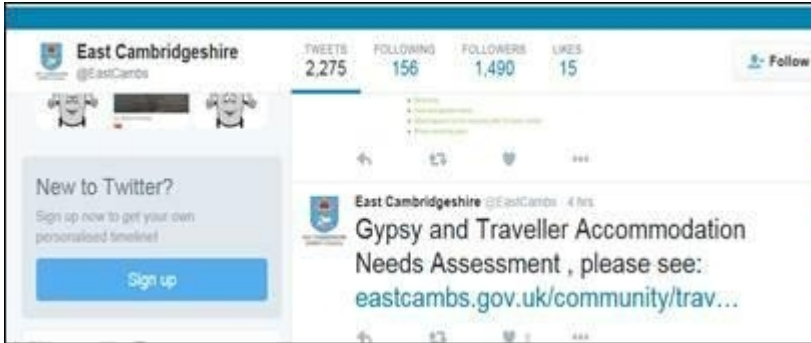 East Cambridgeshire
@EastCambs
TWEETS
2,275
FOLLOWING
156
FOLLOWERS
1,490
LIKES
15
Follow
New to Twitter?
Sign up now to get your own
personalised timeline!
Sign up
East Cambridgeshire @EastCambs 4 hrs
Gypsy and Traveller Accommodation
Needs Assessment , please see:
eastcambs.gov.uk/community/trav…